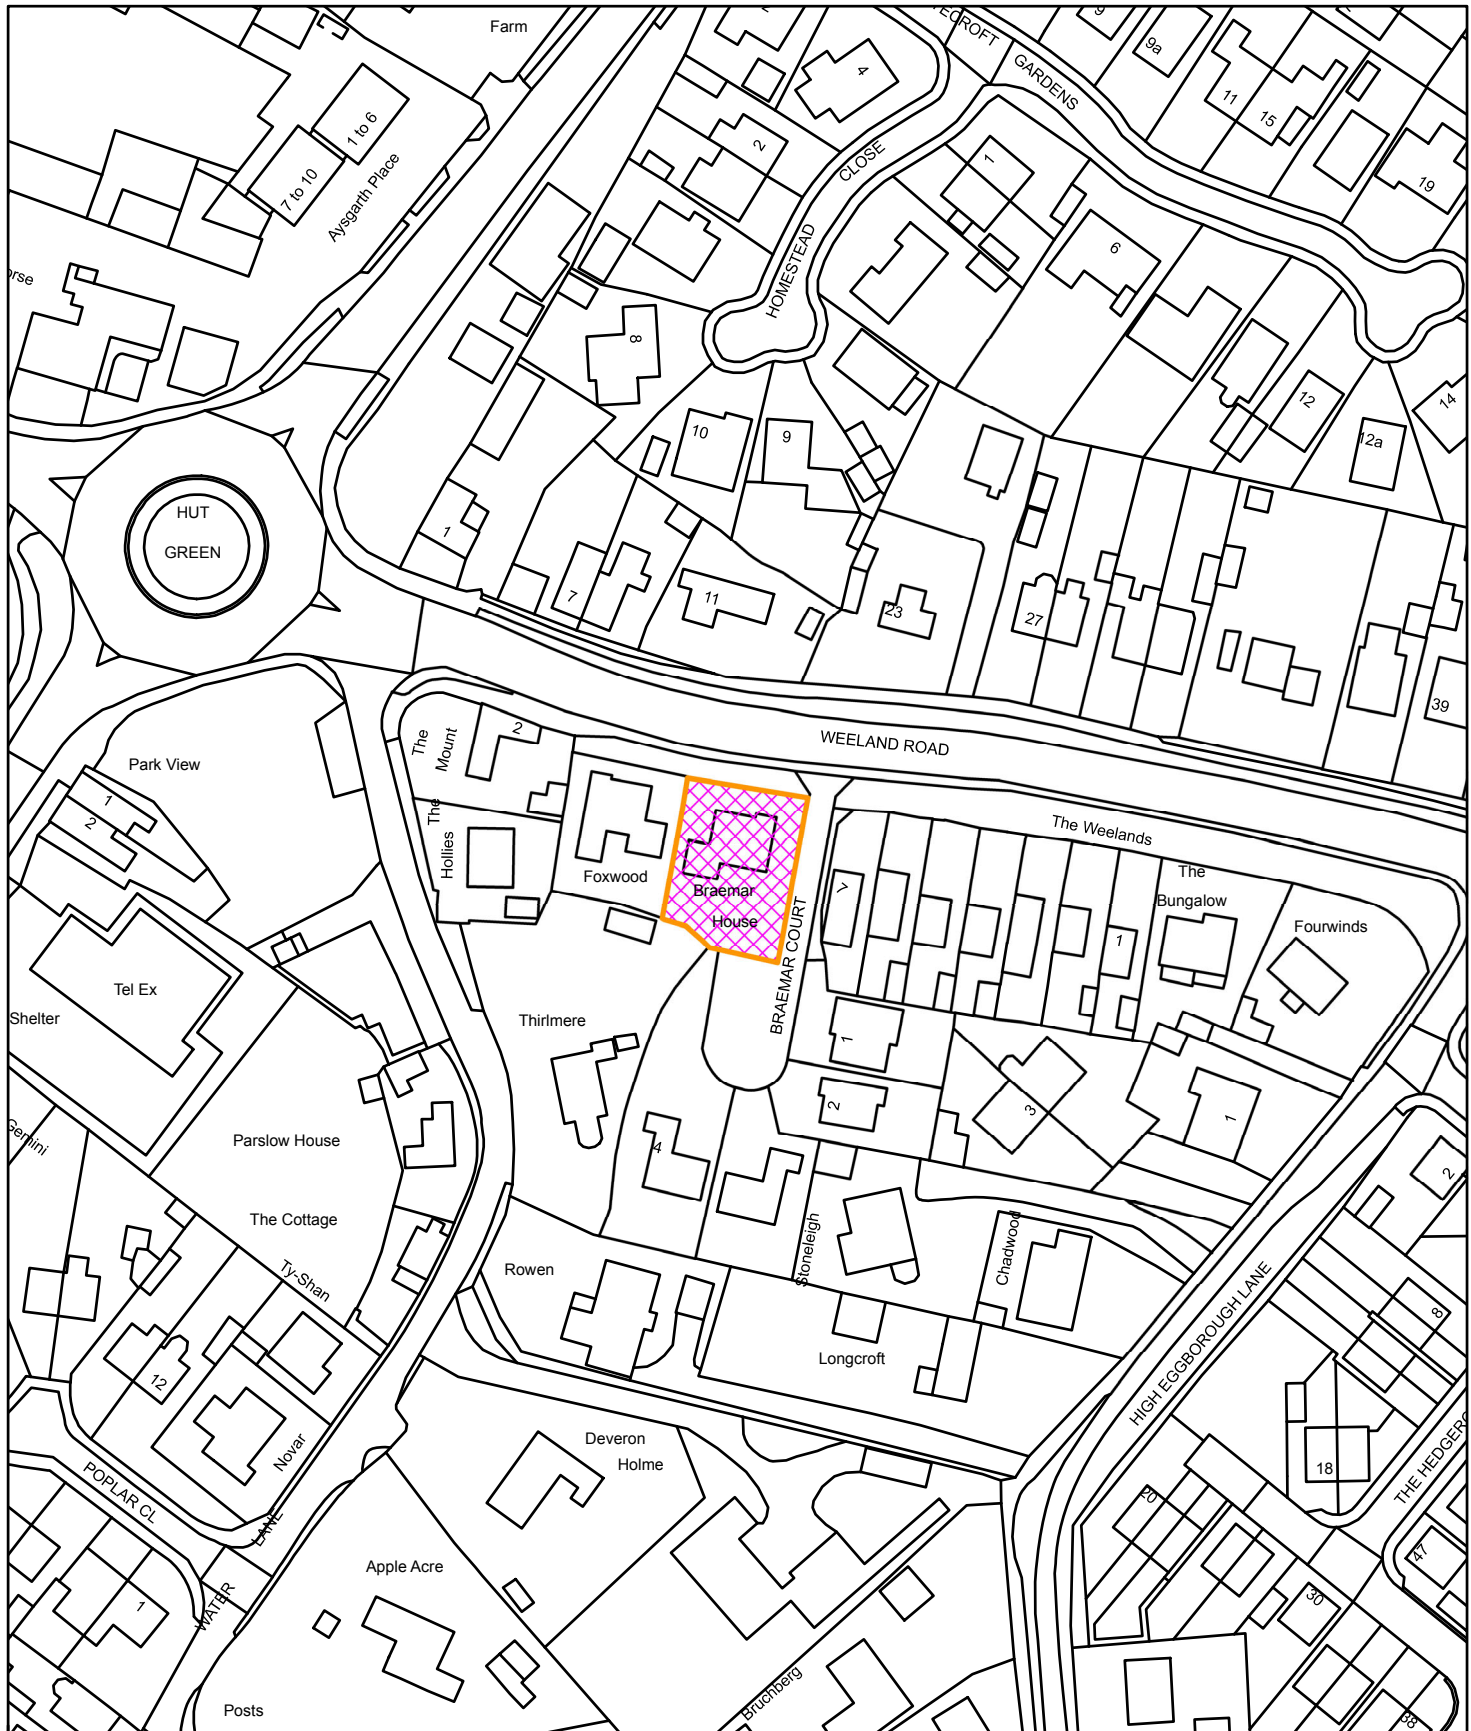 Farm
GARDENS
9
9a
11
15
19
4
2
CLOSE
1
1 to 6
7 to 10
Aysgarth Place
HOMESTEAD
6
8
12
14
12a
10
9
HUT
GREEN
1
7
11
23
27
39
The
Mount
2
WEELAND ROAD
Park View
1
2
The
Hollies
Foxwood
Braemar
House
BRAEMAR COURT
7
The Weelands
The
Bungalow
1
Fourwinds
Tel Ex
Shelter
Thirlmere
1
2
3
1
2
Gemini
Parslow House
4
The Cottage
Ty-Shan
Rowen
Stoneleigh
Chadwood
Longcroft
HIGH EGGBOROUGH LANE
8
12
Novar
Deveron
Holme
18
POPLAR CL
LANE
WATER
20
47
30
Apple Acre
1
Posts
Bruchberg
38